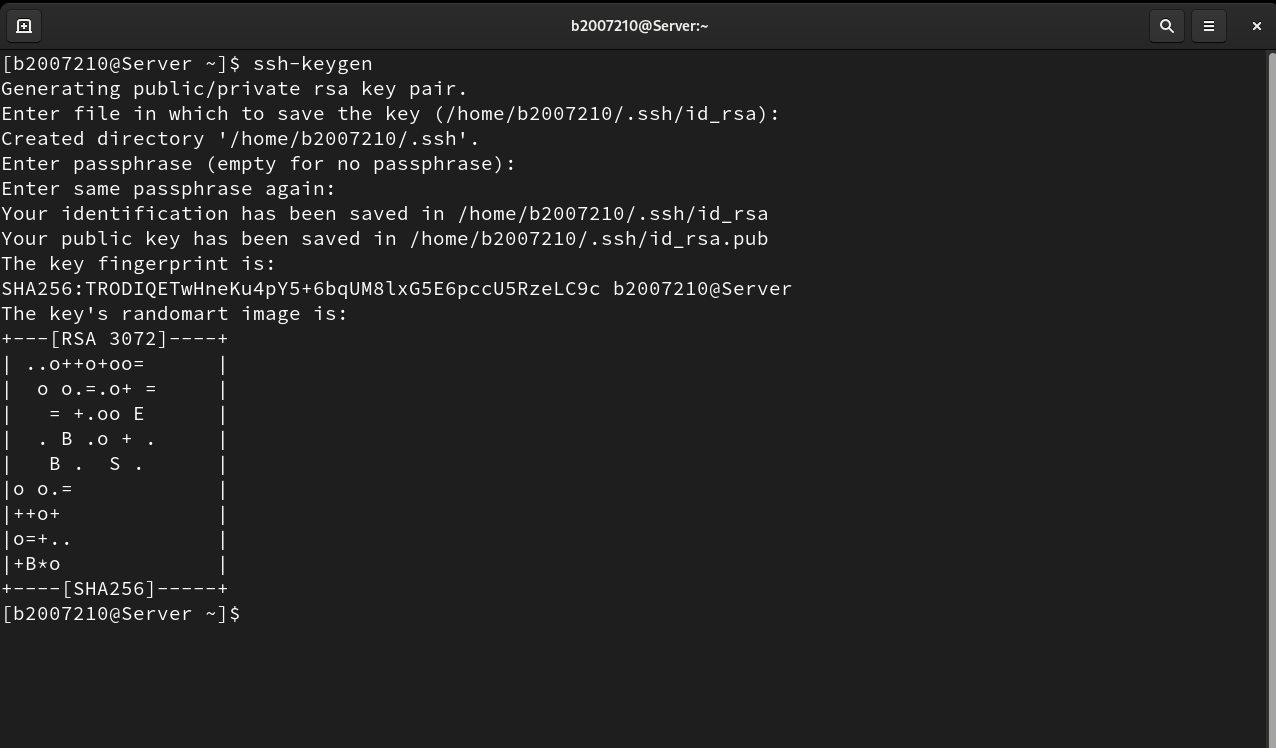 b2007210@Server:~
[b2007210@Server ~]$ ssh-keygen
Generating public/private rsa key pair.
Enter file in which to save the key (/home/b2007210/.ssh/id_rsa):
Created directory '/home/b2007210/.ssh'.
Enter passphrase (empty for no passphrase):
Enter same passphrase again:
Your identification has been saved in /home/b2007210/.ssh/id_rsa
Your public key has been saved in /home/b2007210/.ssh/id_rsa.pub
The key fingerprint is:
SHA256:TRODIQETwHneKu4pY5+6bqUM8lxG5E6pccU5RzeLC9c b2007210@Server
The key's randomart image is:
+---[RSA 3072]----+
| ..o++o+oo=      |
|  o o.=.o+ =     |
|   = +.oo E      |
|  . B .o + .     |
|   B .  S .      |
|o o.=            |
|++o+             |
|o=+..            |
|+B*o             |
+----[SHA256]-----+
[b2007210@Server ~]$